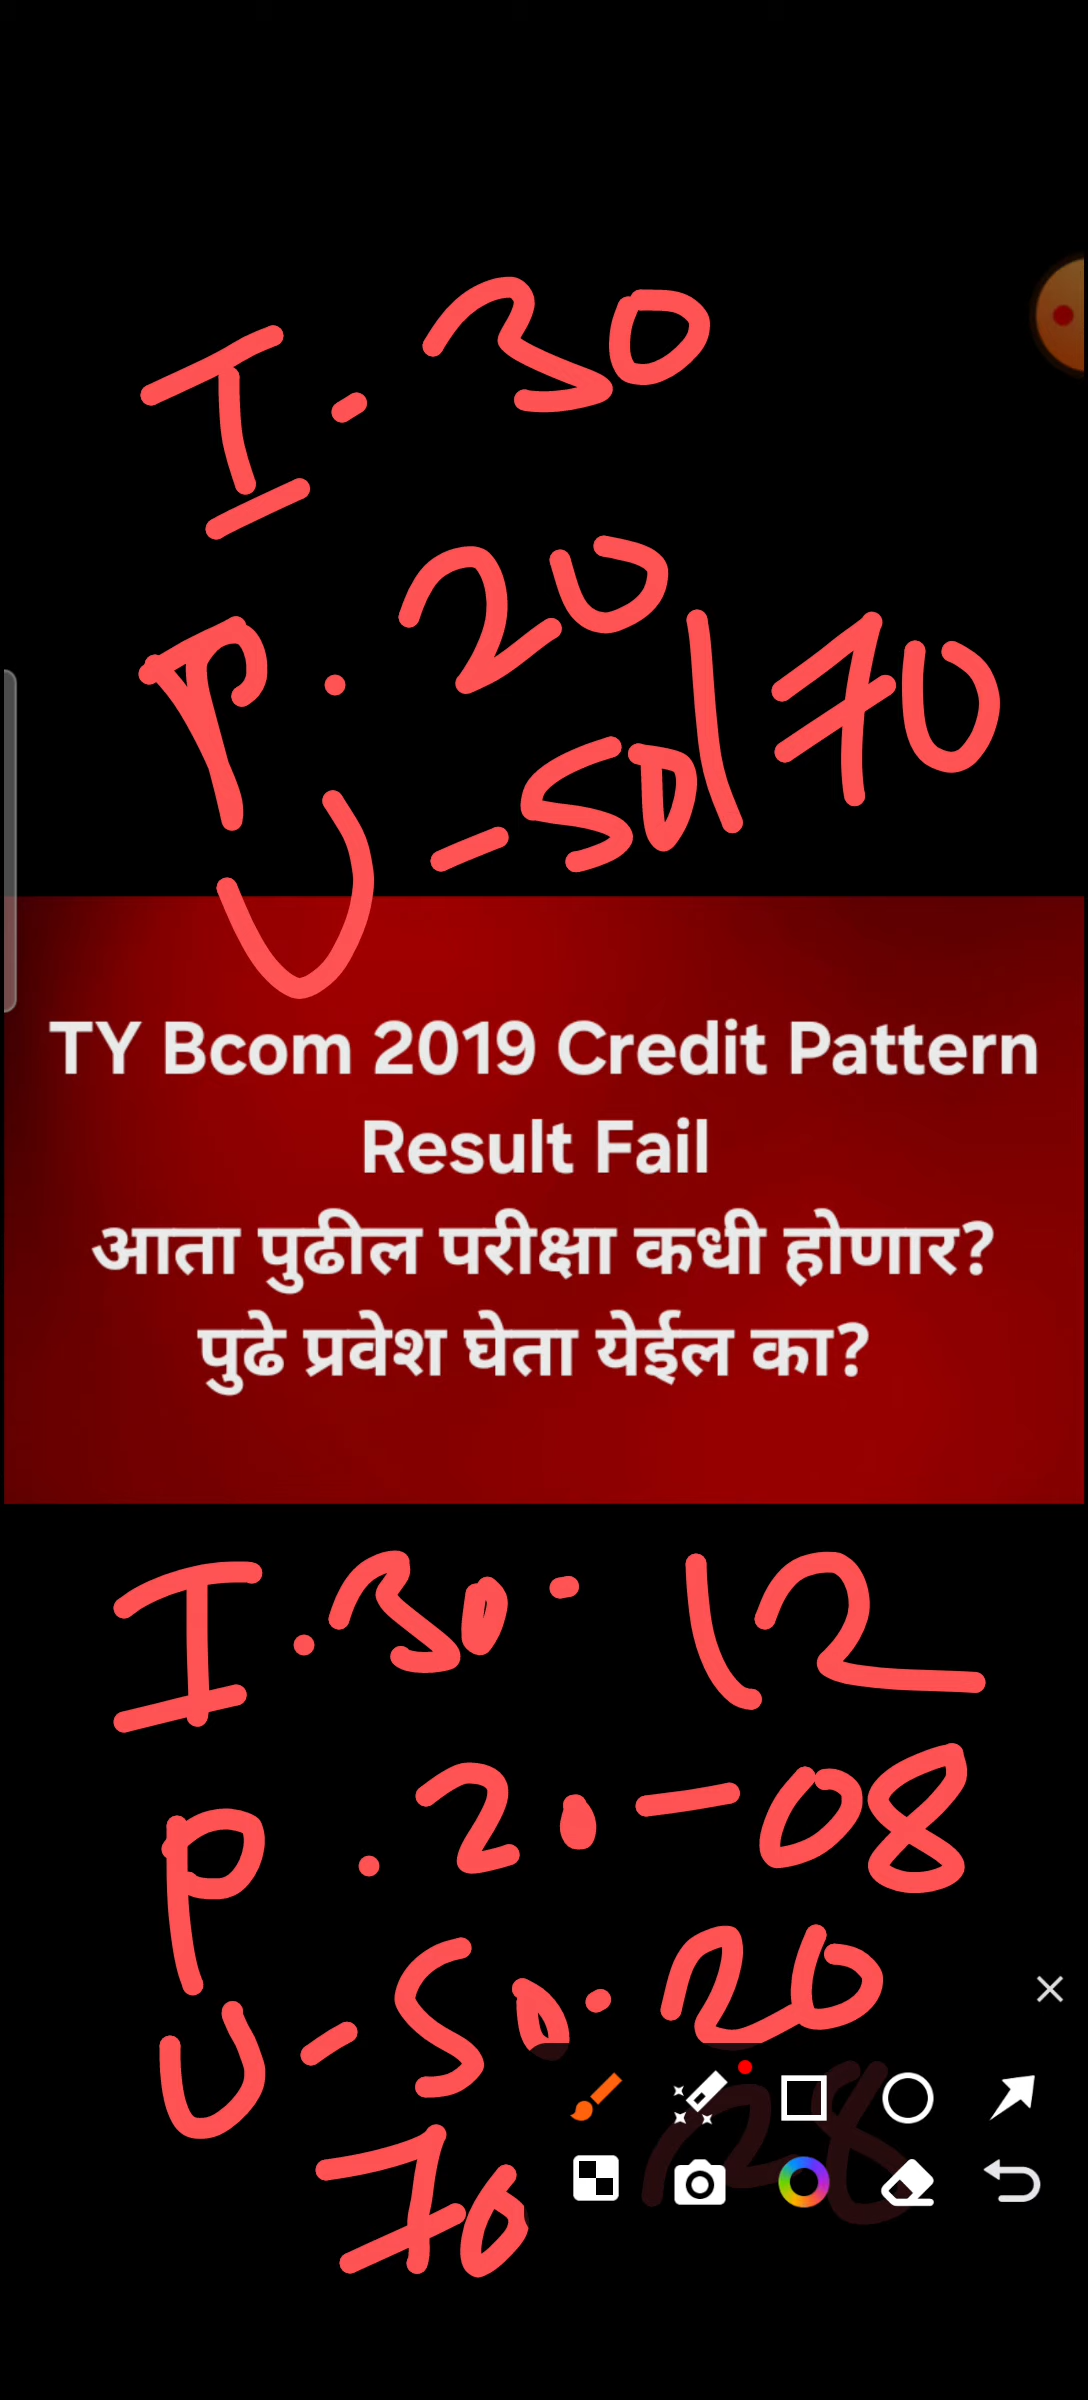 I. 30
P. 20
U - 50/70
TY Bcom 2019 Credit Pattern
Result Fail
आता पुढील परीक्षा कधी होणार?
पुढे प्रवेश घेता येईल का?
I. 30. 12
P. 20 - 08
U - 50. 20
70 28